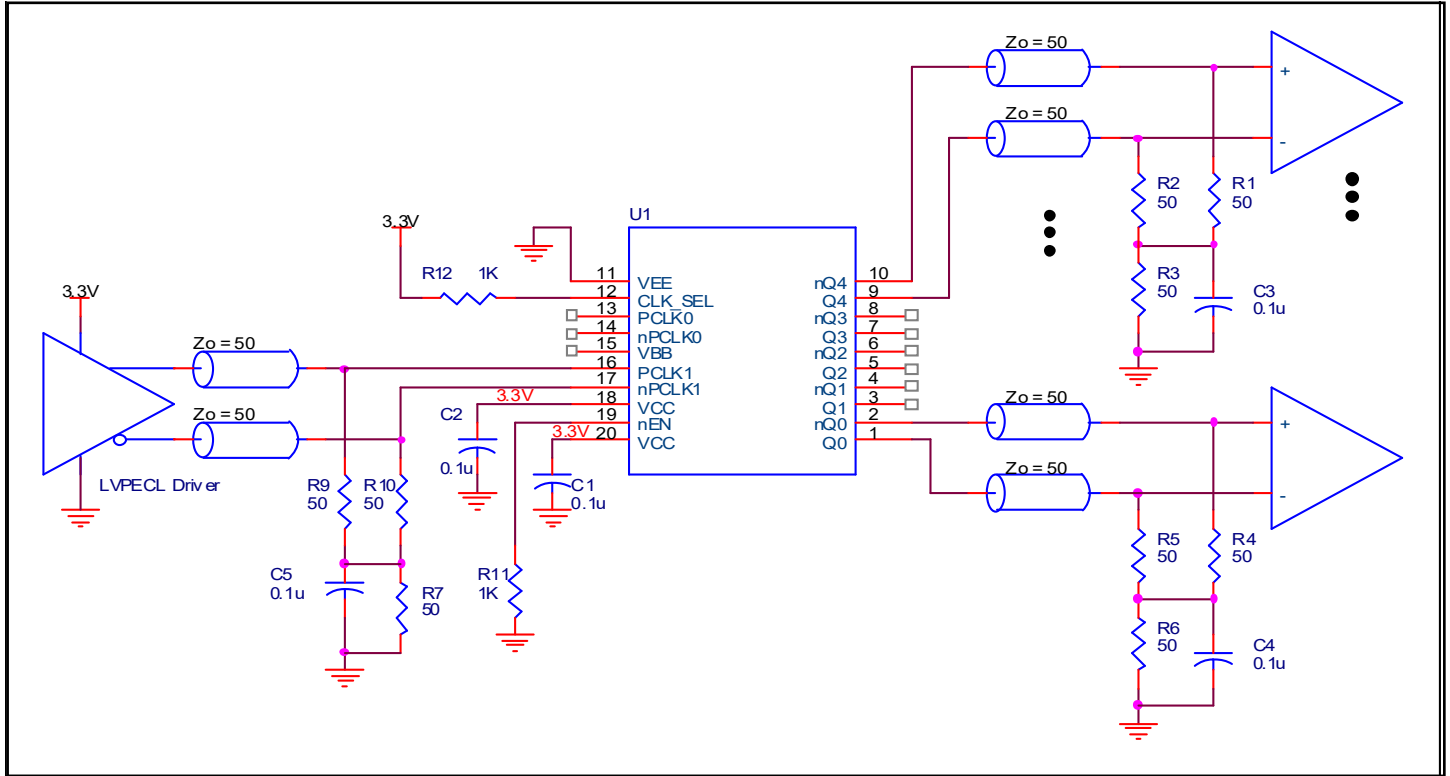 Zo = 50
+
Zo = 50
-
R2
50
R1
50
R3
50
C3
0.1u
U1
3.3V
R12 1K
11 VEE
12 CLK_SEL
13 PCLK0
14 nPCLK0
15 VBB
16 PCLK1
17 nPCLK1
18 VCC
19 nEN
20 VCC
nQ4 10
Q4 9
nQ3 8
Q3 7
nQ2 6
Q2 5
nQ1 4
Q1 3
nQ0 2
Q0 1
3.3V
Zo = 50
Zo = 50
LVPECL Driver
3.3V
C2
0.1u
3.3V
C1
0.1u
R9
50
R10
50
C5
0.1u
R7
50
R11
1K
Zo = 50
+
Zo = 50
-
R5
50
R4
50
R6
50
C4
0.1u